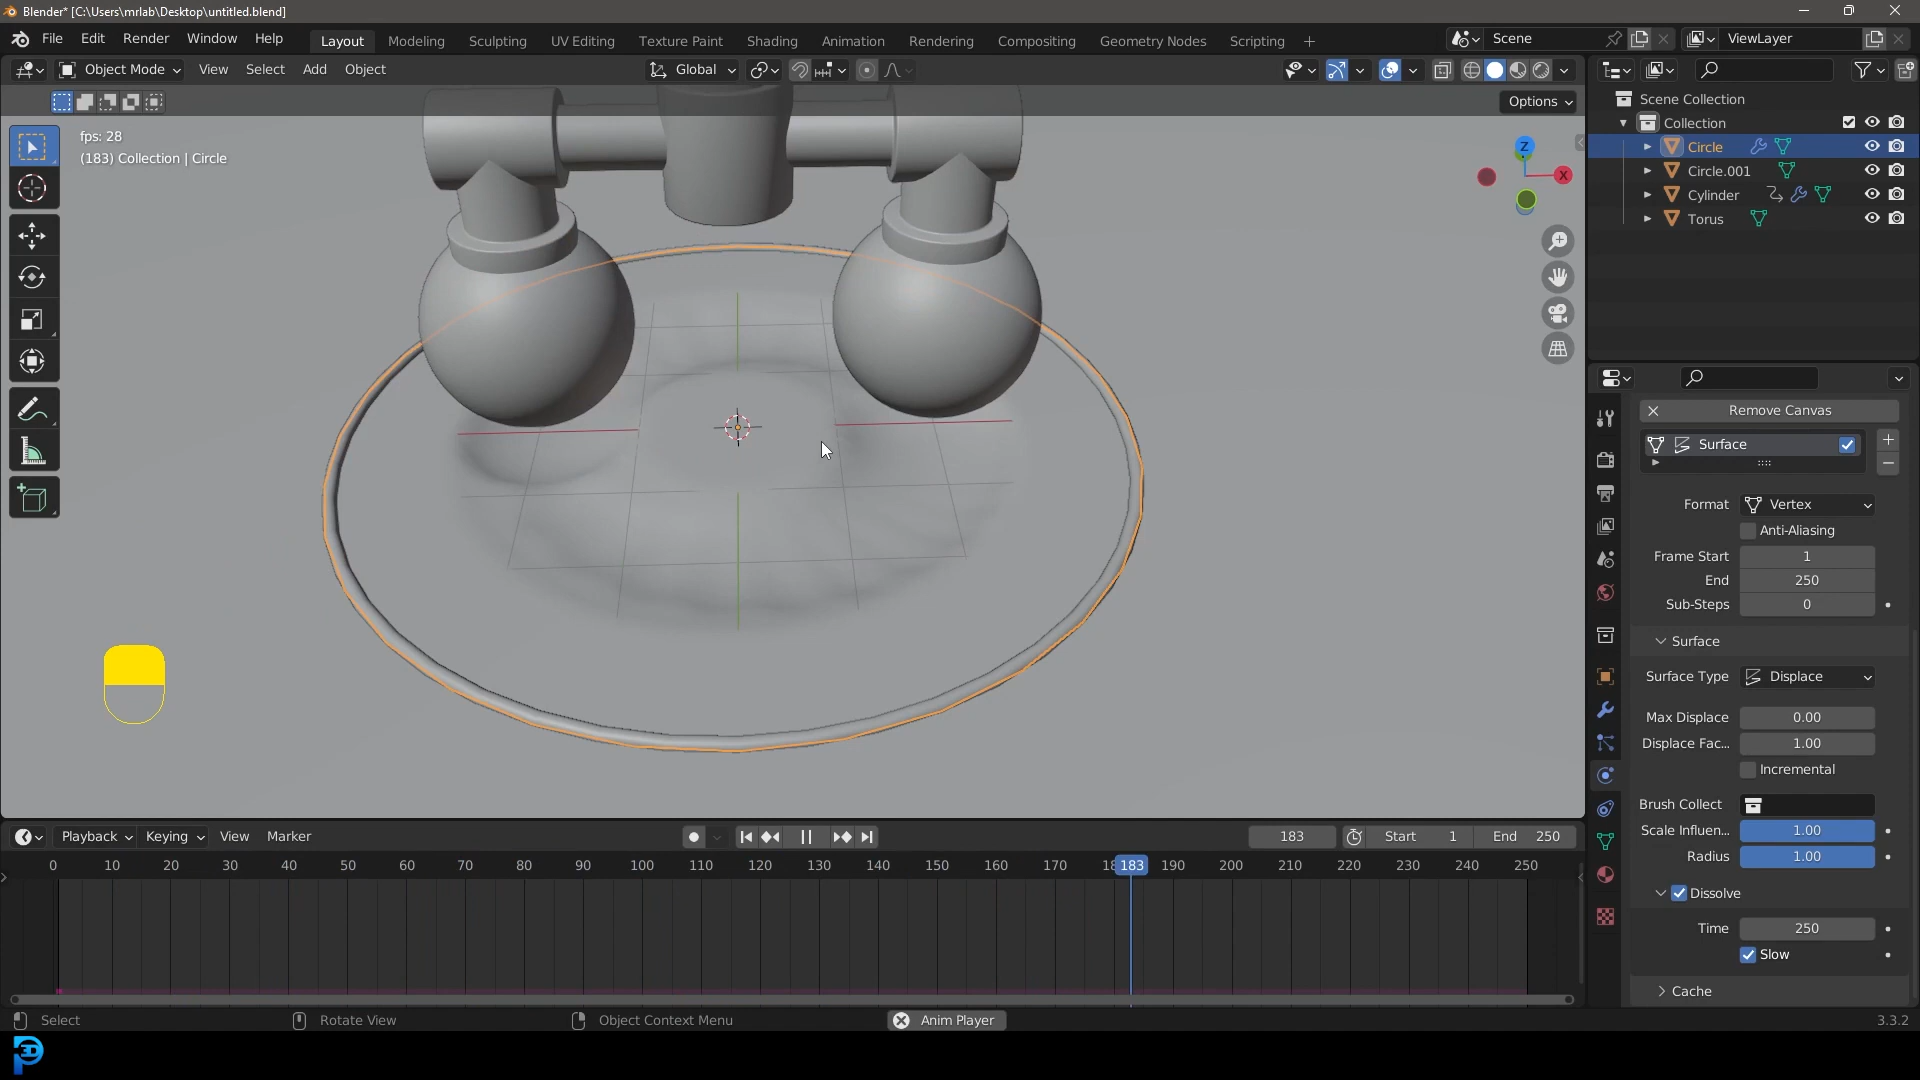 Blender* [C:\Users\mrlab\Desktop\untitled.blend]
File Edit Render Window Help
Layout Modeling Sculpting UV Editing Texture Paint Shading Animation Rendering Compositing Geometry Nodes Scripting +
Scene
ViewLayer
Object Mode View Select Add Object
Global
Options
fps: 28
(183) Collection | Circle
Z
X
Scene Collection
Collection
Circle
Circle.001
Cylinder
Torus
Remove Canvas
Surface
Format Vertex
Anti-Aliasing
Frame Start 1
End 250
Sub-Steps 0
Surface
Surface Type Displace
Max Displace 0.00
Displace Fac... 1.00
Incremental
Brush Collect
Scale Influen... 1.00
Radius 1.00
Dissolve
Time 250
Slow
Cache
Playback Keying View Marker
183 Start 1 End 250
0 10 20 30 40 50 60 70 80 90 100 110 120 130 140 150 160 170 183 190 200 210 220 230 240 250
Select Rotate View Object Context Menu Anim Player 3.3.2
3D